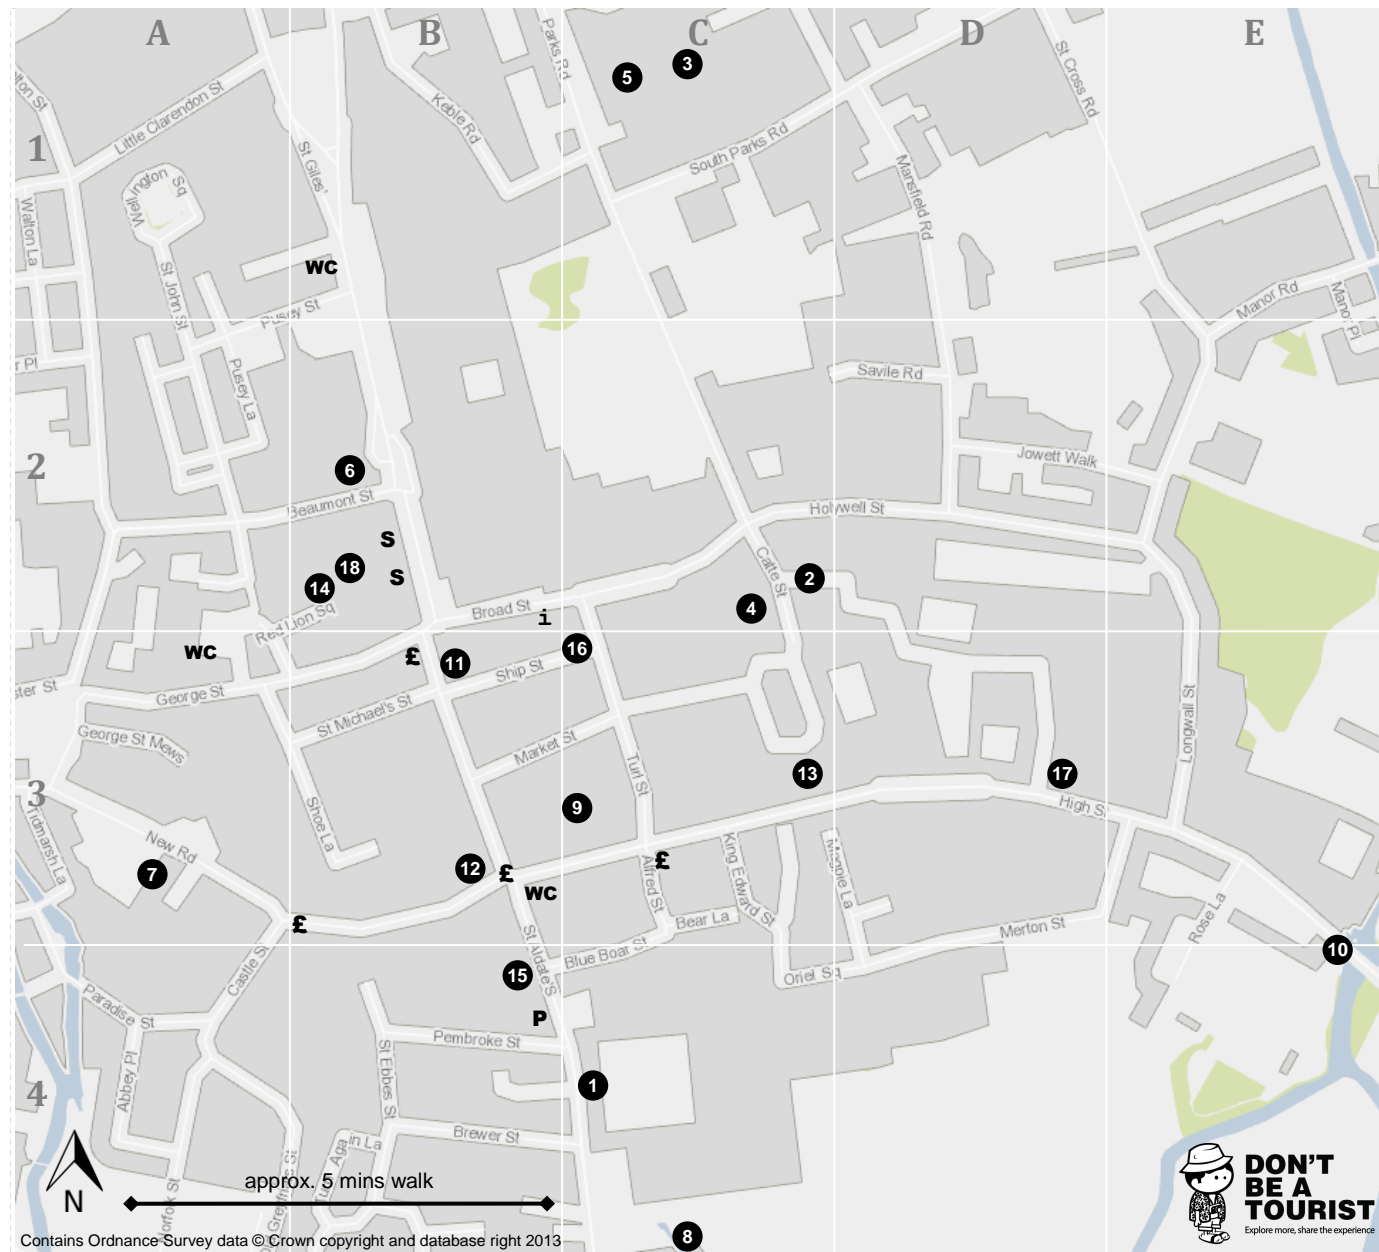 A
B
C
D
E
1
2
3
4
Little Clarendon St
Wellington Sq
Walton La
St John St
Pusey St
Pusey La
St Giles'
WC
Keble Rd
Parks Rd
5
3
South Parks Rd
Mansfield Rd
St Cross Rd
Manor Rd
Manor Pl
Savile Rd
Jowett Walk
6
Beaumont St
S
S
18
14
Red Lion Sq
Broad St
i
Holywell St
Catte St
2
4
WC
£
11
16
Ship St
George St
St Michael's St
George St Mews
Market St
Turl St
Shoe La
9
13
17
High St
Longwall St
Tidmarsh La
New Rd
7
12
£
WC
£
£
Alfred St
King Edward St
Magpie La
Bear La
Blue Boar St
Merton St
Oriel Sq
Rose La
10
St Aldate'S
15
P
Castle St
Paradise St
Abbey Pl
Pembroke St
St Ebbes St
1
Brewer St
8
N
approx. 5 mins walk
Contains Ordnance Survey data © Crown copyright and database right 2013
DON'T
BE A
TOURIST
Explore more, share the experience